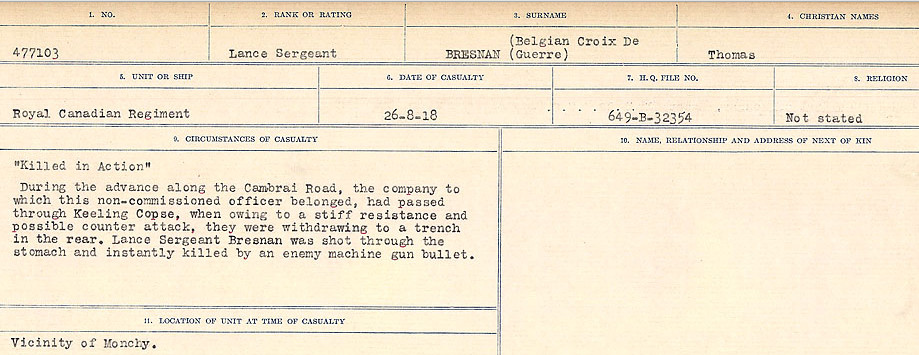 1. NO.
2. RANK OR RATING
3. SURNAME
4. CHRISTIAN NAMES
477103
Lance Sergeant
BRESNAN (Belgian Croix De
(Guerre)
Thomas
5. UNIT OR SHIP
6. DATE OF CASUALTY
7. H.Q. FILE NO.
8. RELIGION
Royal Canadian Regiment
26-8-18
649-B-32354
Not stated
9. CIRCUMSTANCES OF CASUALTY
"Killed in Action"
During the advance along the Cambrai Road, the company to
which this non-commissioned officer belonged, had passed
through Keeling Copse, when owing to a stiff resistance and
possible counter attack, they were withdrawing to a trench
in the rear. Lance Sergeant Bresnan was shot through the
stomach and instantly killed by an enemy machine gun bullet.
10. NAME, RELATIONSHIP AND ADDRESS OF NEXT OF KIN
11. LOCATION OF UNIT AT TIME OF CASUALTY
Vicinity of Monchy.